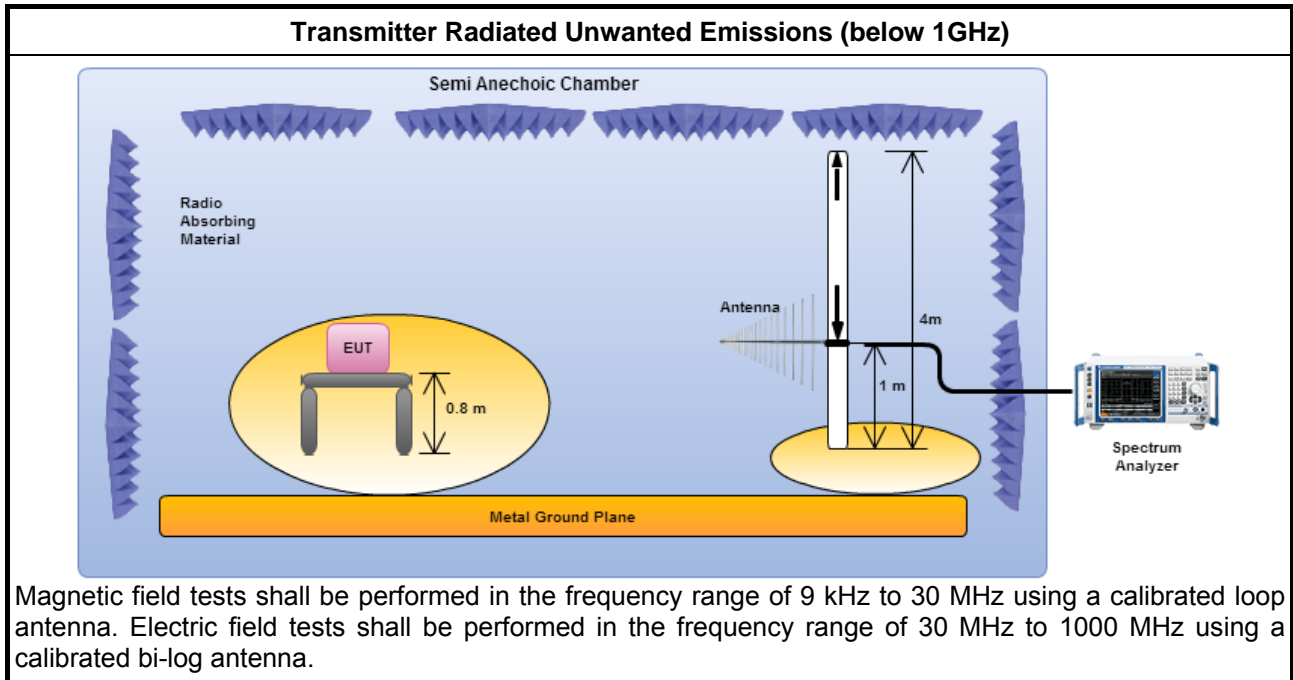 Transmitter Radiated Unwanted Emissions (below 1GHz)
Semi Anechoic Chamber
Radio
Absorbing
Material
Antenna
4m
EUT
1 m
0.8 m
Spectrum
Analyzer
Metal Ground Plane
Magnetic field tests shall be performed in the frequency range of 9 kHz to 30 MHz using a calibrated loop
antenna. Electric field tests shall be performed in the frequency range of 30 MHz to 1000 MHz using a
calibrated bi-log antenna.